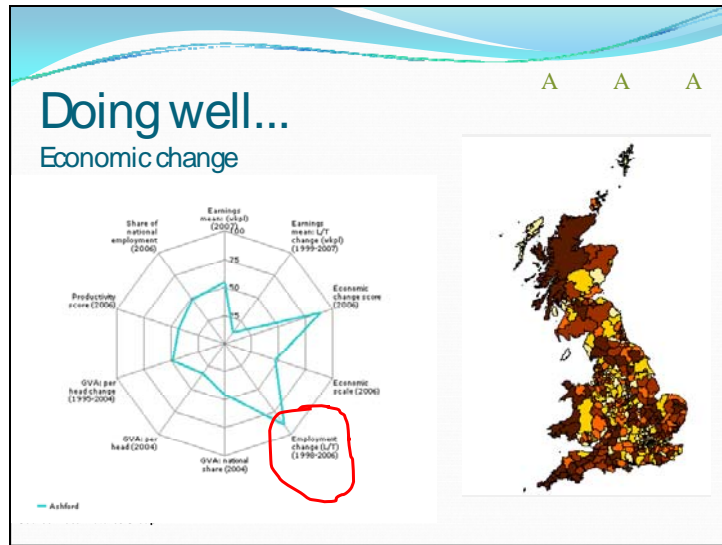 A A A
Doing well...
Economic change
Earnings
mean: (wkpl)
(2007)
100
Share of
national
employment
(2006)
Earnings
mean: L/T
change (wkpl)
(1999-2007)
75
Productivity
score (2006)
50
Economic
change score
(2006)
25
GVA: per
head change
(1995-2004)
Economic
scale (2006)
GVA: per
head (2004)
GVA: national
share (2004)
Employment
change (L/T)
(1998-2006)
Ashford